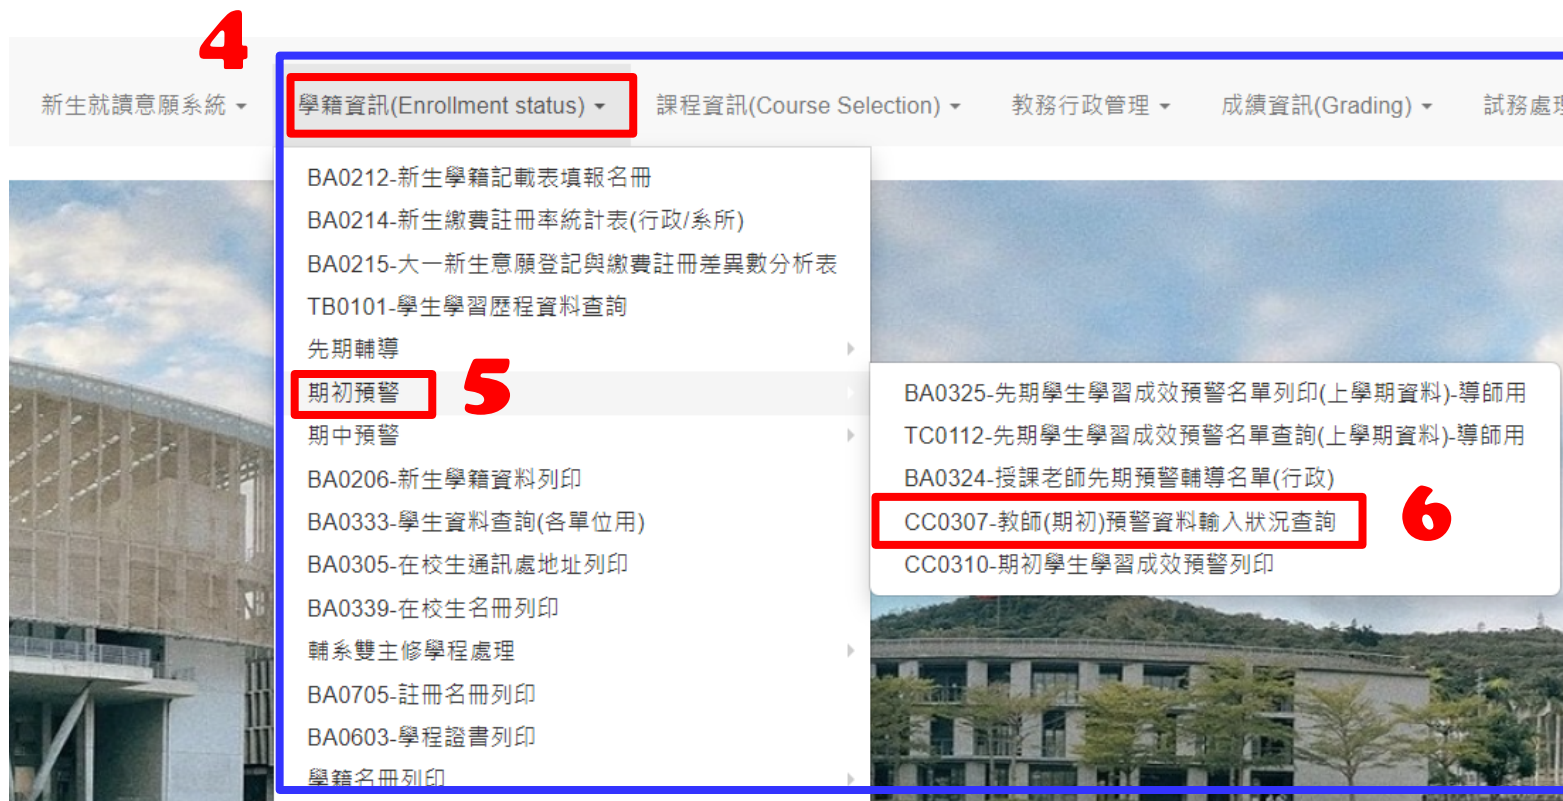 4
新生就讀意願系統
學籍資訊(Enrollment status)
課程資訊(Course Selection)
教務行政管理
成績資訊(Grading)
試務處理
BA0212-新生學籍記載表填報名冊
BA0214-新生繳費註冊率統計表(行政/系所)
BA0215-大一新生意願登記與繳費註冊差異數分析表
TB0101-學生學習歷程資料查詢
先期輔導
期初預警
5
期中預警
BA0206-新生學籍資料列印
BA0333-學生資料查詢(各單位用)
BA0305-在校生通訊處地址列印
BA0339-在校生名冊列印
輔系雙主修學程處理
BA0705-註冊名冊列印
BA0603-學程證書列印
學籍名冊列印
BA0325-先期學生學習成效預警名單列印(上學期資料)-導師用
TC0112-先期學生學習成效預警名單查詢(上學期資料)-導師用
BA0324-授課老師先期預警輔導名單(行政)
CC0307-教師(期初)預警資料輸入狀況查詢
6
CC0310-期初學生學習成效預警列印